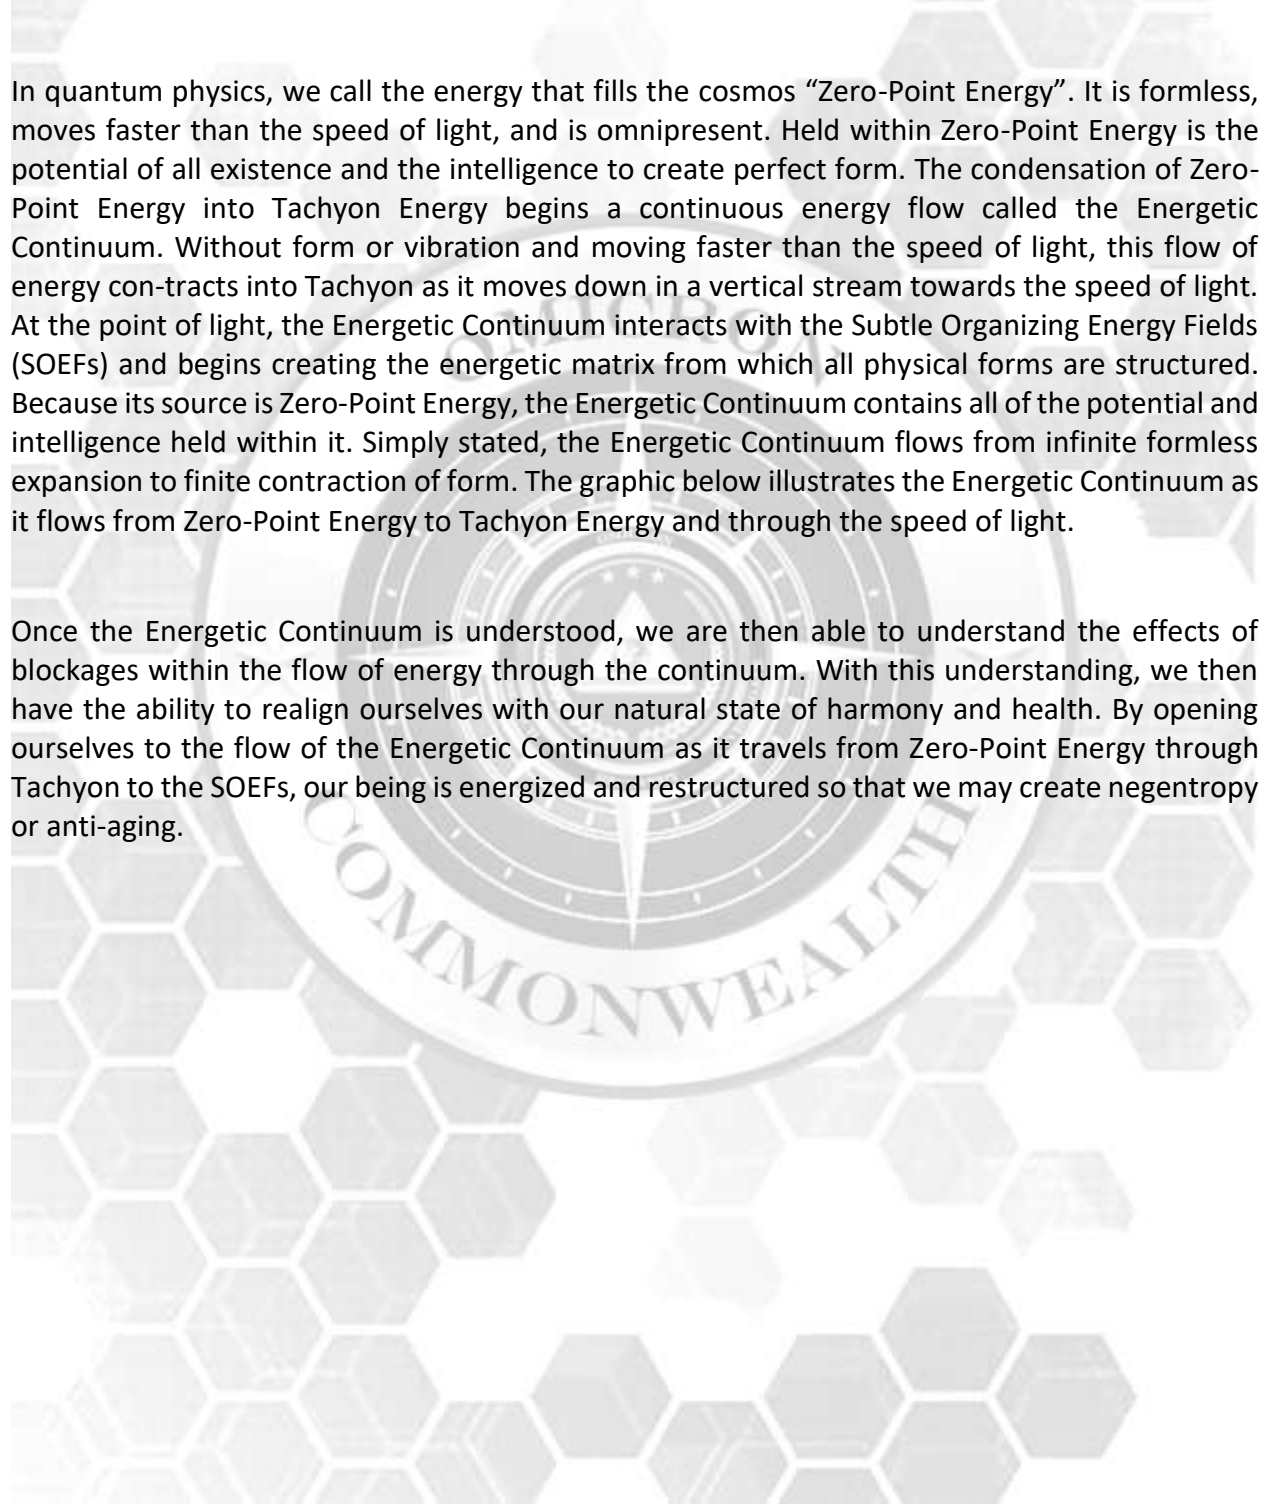 In quantum physics, we call the energy that fills the cosmos “Zero-Point Energy”. It is formless,
moves faster than the speed of light, and is omnipresent. Held within Zero-Point Energy is the
potential of all existence and the intelligence to create perfect form. The condensation of Zero-
Point Energy into Tachyon Energy begins a continuous energy flow called the Energetic
Continuum. Without form or vibration and moving faster than the speed of light, this flow of
energy con-tracts into Tachyon as it moves down in a vertical stream towards the speed of light.
At the point of light, the Energetic Continuum interacts with the Subtle Organizing Energy Fields
(SOEFs) and begins creating the energetic matrix from which all physical forms are structured.
Because its source is Zero-Point Energy, the Energetic Continuum contains all of the potential and
intelligence held within it. Simply stated, the Energetic Continuum flows from infinite formless
expansion to finite contraction of form. The graphic below illustrates the Energetic Continuum as
it flows from Zero-Point Energy to Tachyon Energy and through the speed of light.
Once the Energetic Continuum is understood, we are then able to understand the effects of
blockages within the flow of energy through the continuum. With this understanding, we then
have the ability to realign ourselves with our natural state of harmony and health. By opening
ourselves to the flow of the Energetic Continuum as it travels from Zero-Point Energy through
Tachyon to the SOEFs, our being is energized and restructured so that we may create negentropy
or anti-aging.
OMICRON
COMMONWEALTH